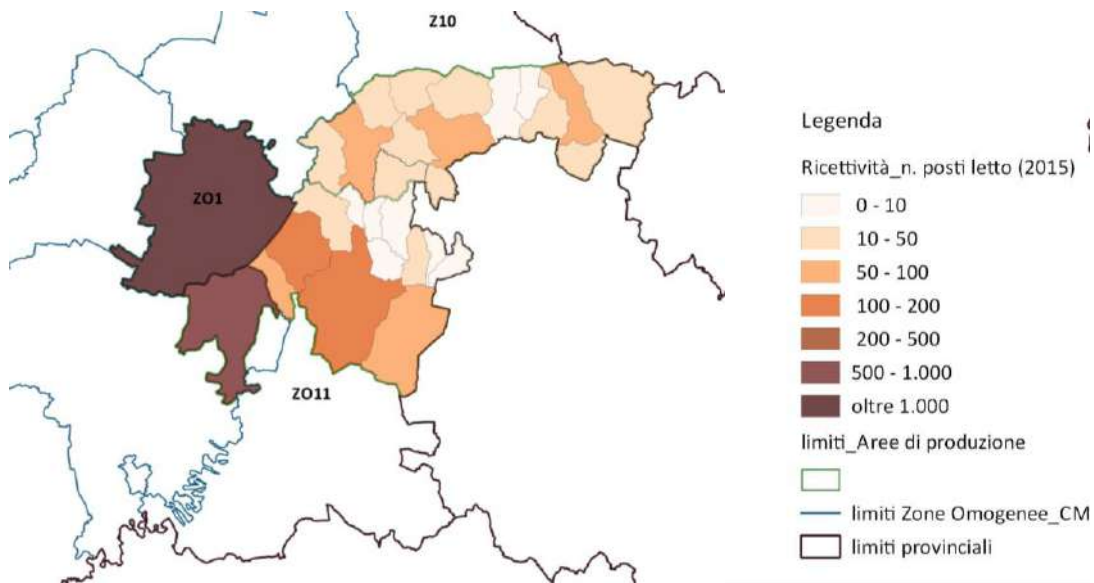 Z10
ZO1
ZO11
Legenda
Ricettività_n. posti letto (2015)
0 - 10
10 - 50
50 - 100
100 - 200
200 - 500
500 - 1.000
oltre 1.000
limiti_Aree di produzione
limiti Zone Omogenee_CM
limiti provinciali